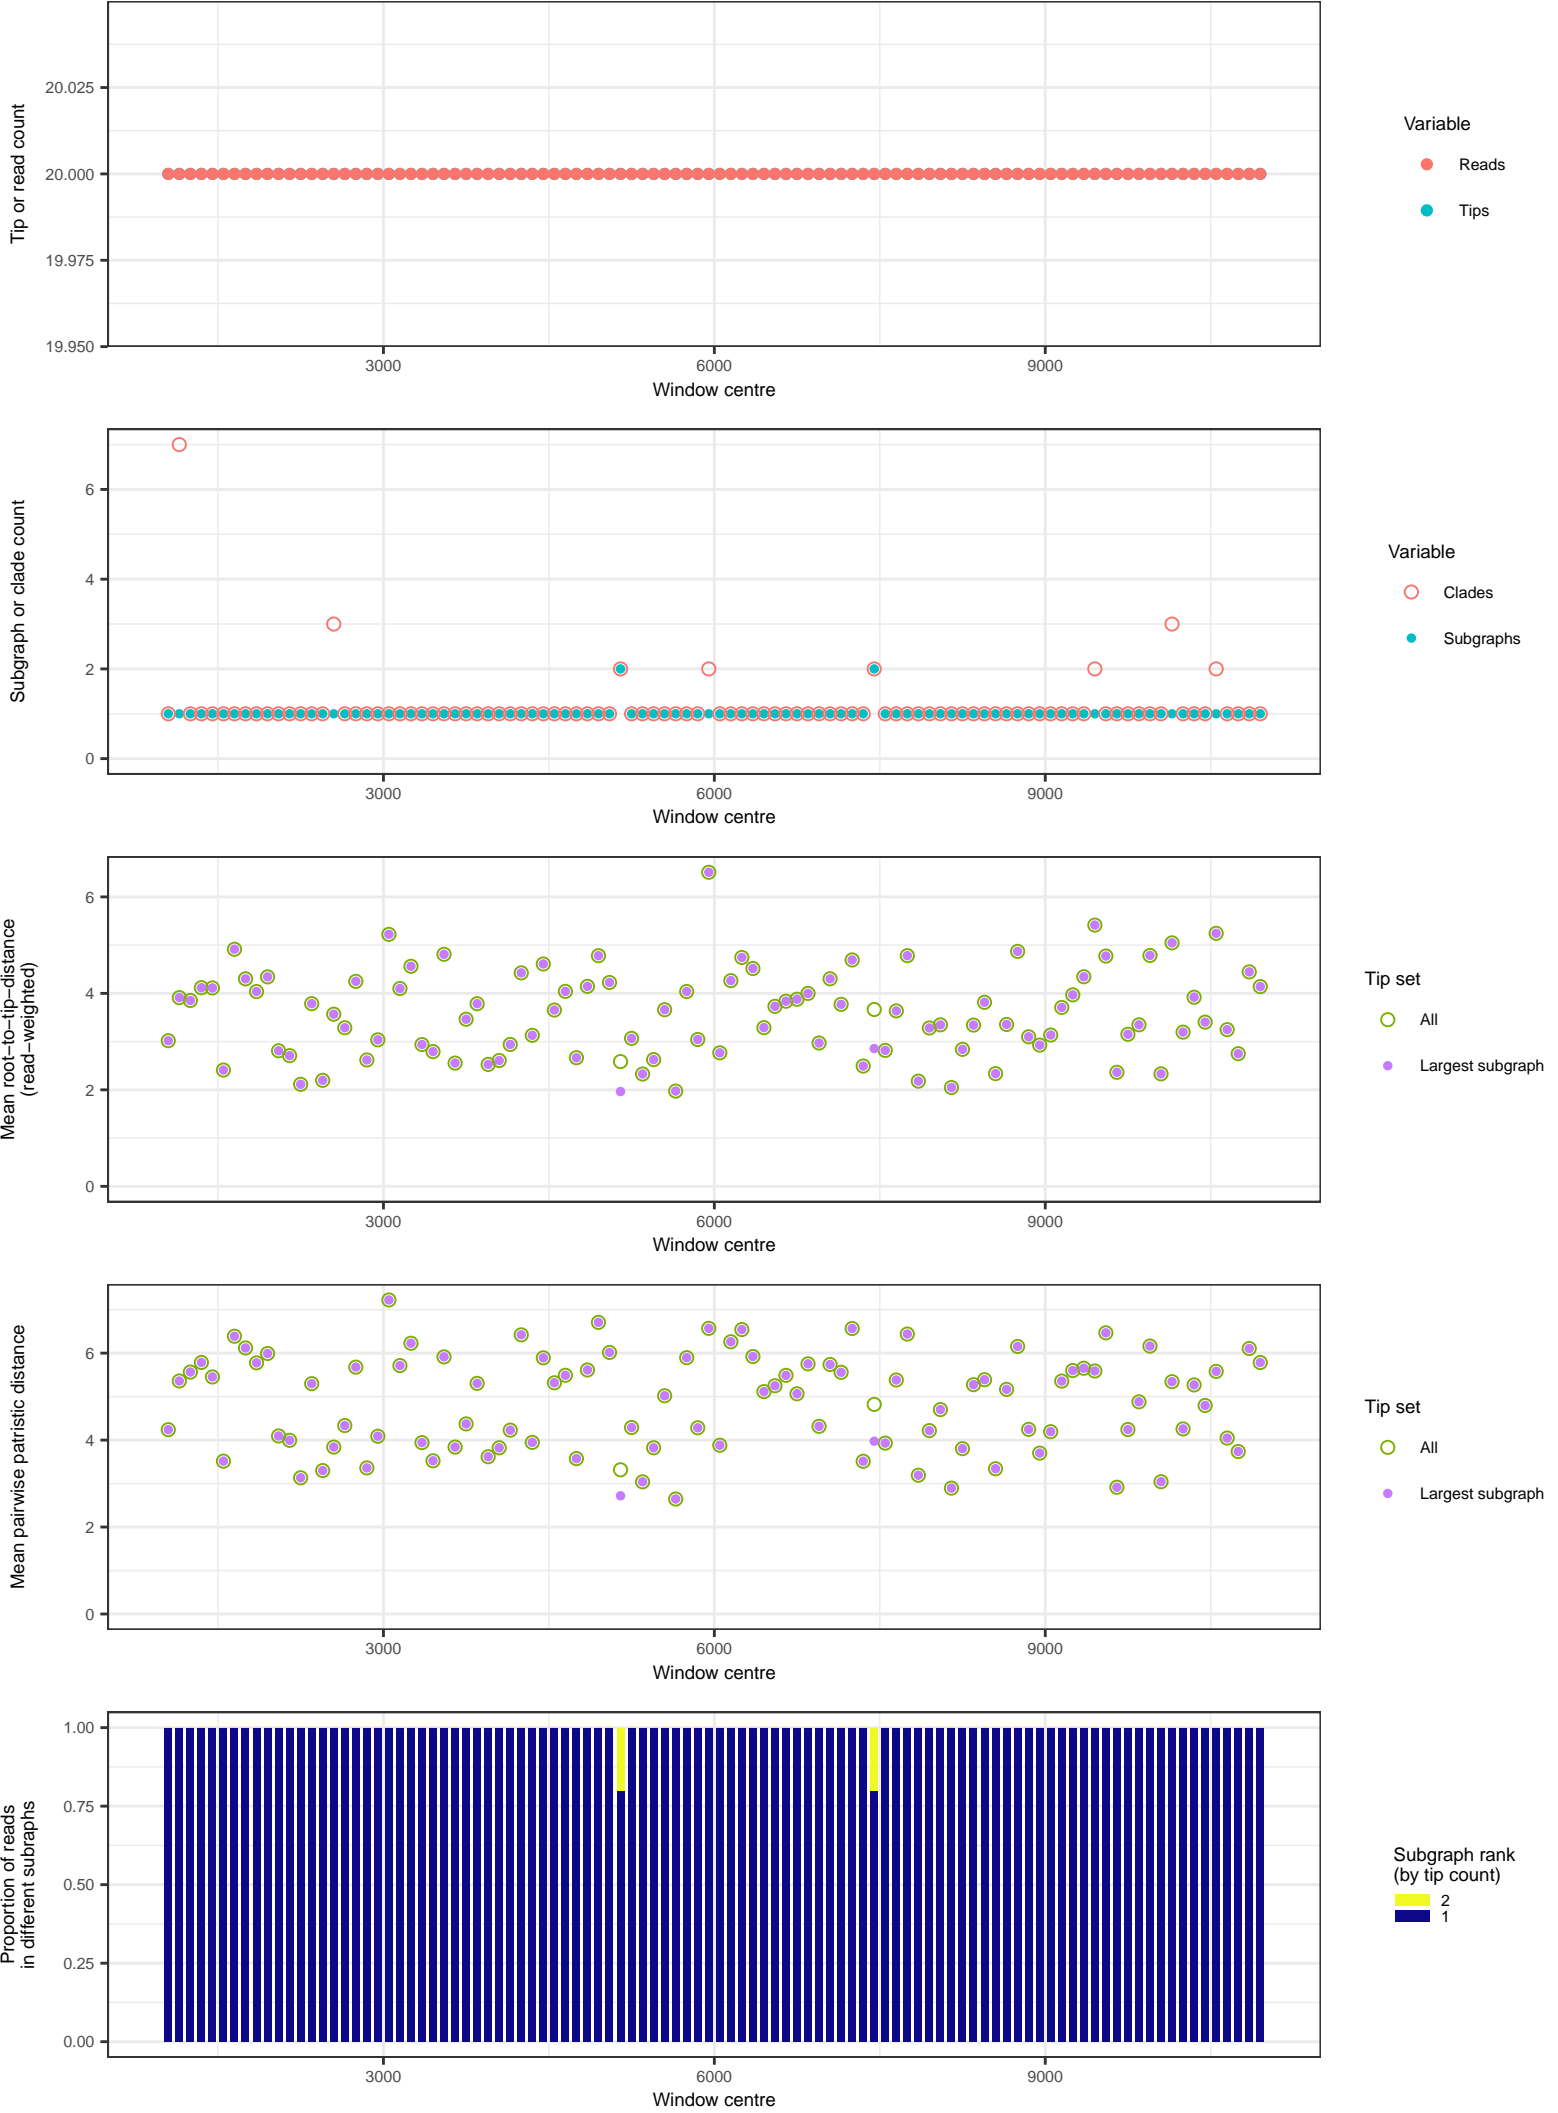 20.025
20.000
19.975
19.950
Tip or read count
3000 6000 9000
Window centre
Variable
Reads
Tips
6
4
2
0
Subgraph or clade count
3000 6000 9000
Window centre
Variable
Clades
Subgraphs
6
4
2
0
Mean root−to−tip−distance
(read−weighted)
3000 6000 9000
Window centre
Tip set
All
Largest subgraph
6
4
2
0
Mean pairwise patristic distance
3000 6000 9000
Window centre
Tip set
All
Largest subgraph
1.00
0.75
0.50
0.25
0.00
Proportion of reads
in different subraphs
3000 6000 9000
Window centre
Subgraph rank
(by tip count)
2
1